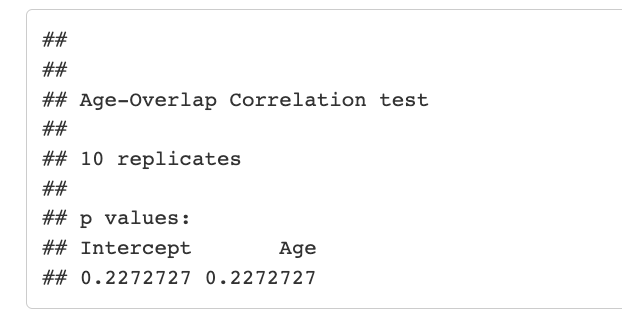 ##
##
## Age-Overlap Correlation test
##
## 10 replicates
##
## p values:
## Intercept       Age
## 0.2272727 0.2272727